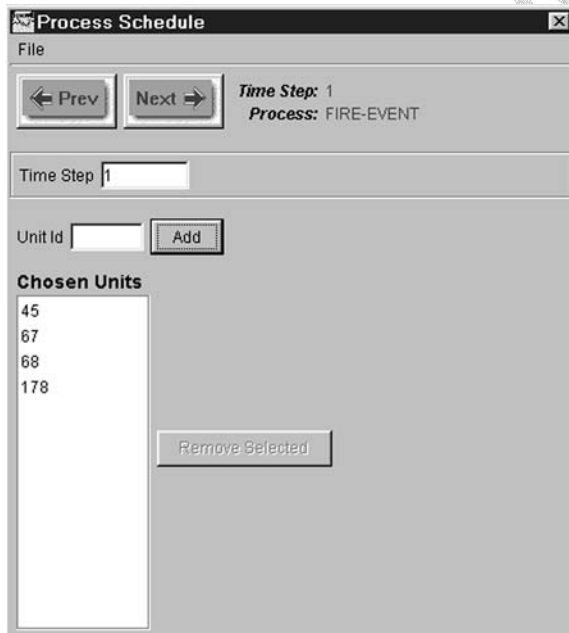 Process Schedule
File
Prev Next Time Step: 1
Process: FIRE-EVENT
Time Step 1
Unit Id Add
Chosen Units
45
67
68
178
Remove Selected